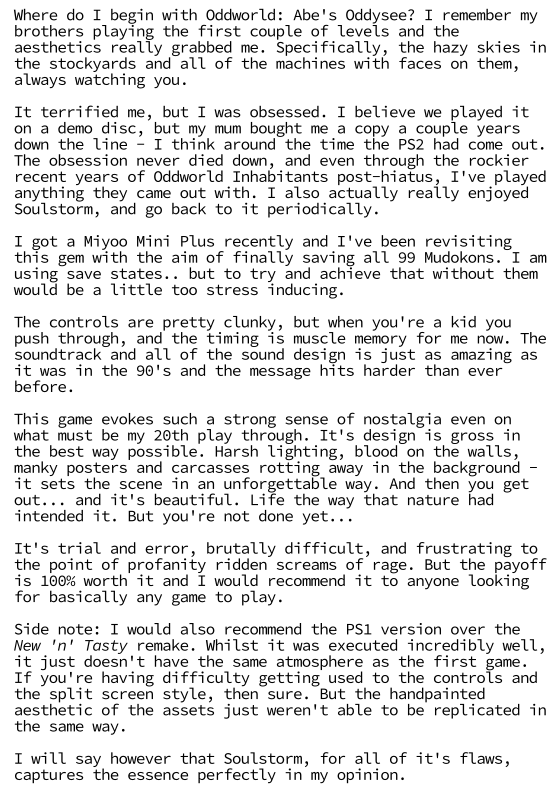 Where do I begin with Oddworld: Abe's Oddysee? I remember my
brothers playing the first couple of levels and the
aesthetics really grabbed me. Specifically, the hazy skies in
the stockyards and all of the machines with faces on them,
always watching you.

It terrified me, but I was obsessed. I believe we played it
on a demo disc, but my mum bought me a copy a couple years
down the line – I think around the time the PS2 had come out.
The obsession never died down, and even through the rockier
recent years of Oddworld Inhabitants post-hiatus, I've played
anything they came out with. I also actually really enjoyed
Soulstorm, and go back to it periodically.

I got a Miyoo Mini Plus recently and I've been revisiting
this gem with the aim of finally saving all 99 Mudokons. I am
using save states.. but to try and achieve that without them
would be a little too stress inducing.

The controls are pretty clunky, but when you're a kid you
push through, and the timing is muscle memory for me now. The
soundtrack and all of the sound design is just as amazing as
it was in the 90's and the message hits harder than ever
before.

This game evokes such a strong sense of nostalgia even on
what must be my 20th play through. It's design is gross in
the best way possible. Harsh lighting, blood on the walls,
manky posters and carcasses rotting away in the background –
it sets the scene in an unforgettable way. And then you get
out... and it's beautiful. Life the way that nature had
intended it. But you're not done yet...

It's trial and error, brutally difficult, and frustrating to
the point of profanity ridden screams of rage. But the payoff
is 100% worth it and I would recommend it to anyone looking
for basically any game to play.

Side note: I would also recommend the PS1 version over the
New 'n' Tasty remake. Whilst it was executed incredibly well,
it just doesn't have the same atmosphere as the first game.
If you're having difficulty getting used to the controls and
the split screen style, then sure. But the handpainted
aesthetic of the assets just weren't able to be replicated in
the same way.

I will say however that Soulstorm, for all of it's flaws,
captures the essence perfectly in my opinion.